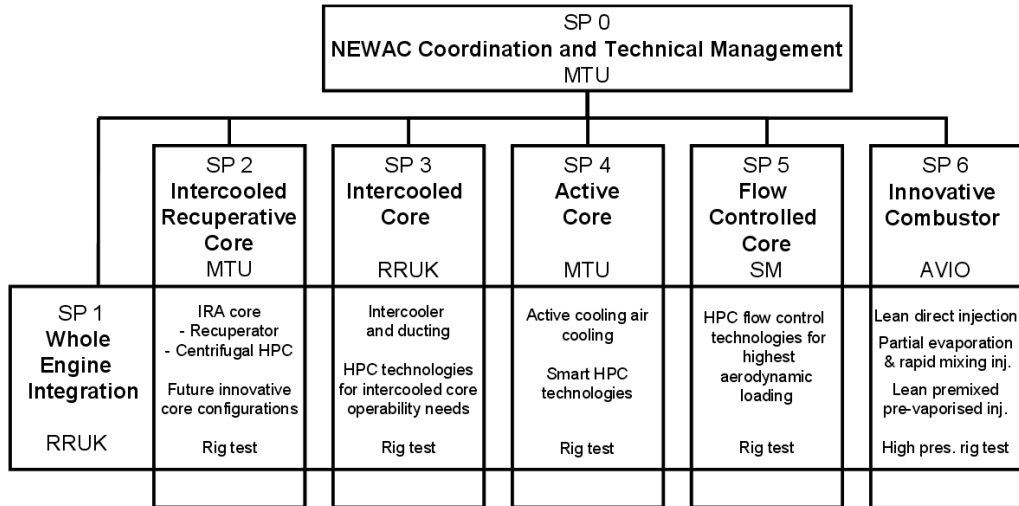 SP 0
NEWAC Coordination and Technical Management
MTU
SP 2
Intercooled
Recuperative
Core
MTU
SP 3
Intercooled
Core
RRUK
SP 4
Active
Core
MTU
SP 5
Flow
Controlled
Core
SM
SP 6
Innovative
Combustor
AVIO
SP 1
Whole
Engine
Integration
RRUK
IRA core
- Recuperator
- Centrifugal HPC
Future innovative
core configurations
Rig test
Intercooler
and ducting
HPC technologies
for intercooled core
operability needs
Rig test
Active cooling air
cooling
Smart HPC
technologies
Rig test
HPC flow control
technologies for
highest
aerodynamic
loading
Rig test
Lean direct injection
Partial evaporation
& rapid mixing inj.
Lean premixed
pre-vaporised inj.
High pres. rig test